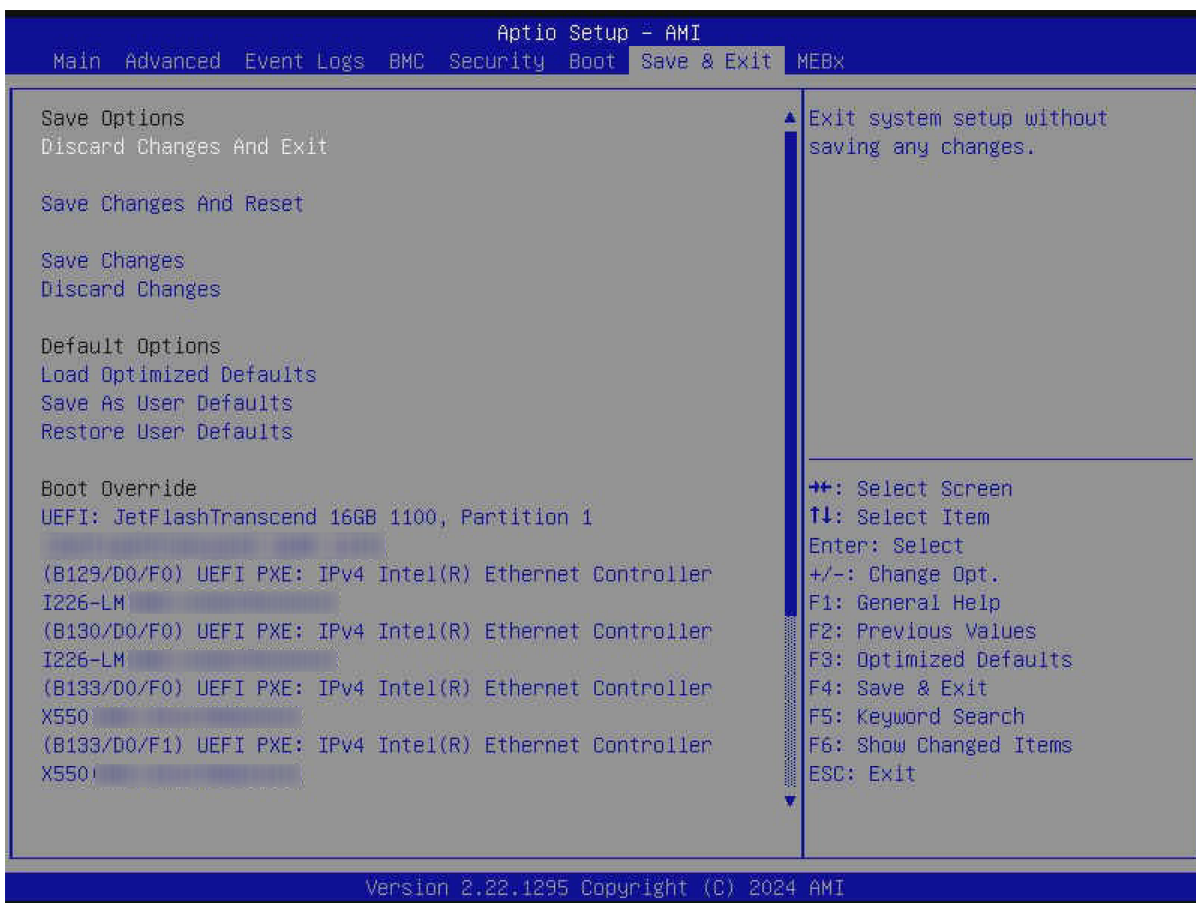 Aptio Setup - AMI
Main Advanced Event Logs BMC Security Boot Save & Exit MEBx
Save Options
Discard Changes And Exit
Save Changes And Reset
Save Changes
Discard Changes
Default Options
Load Optimized Defaults
Save As User Defaults
Restore User Defaults
Boot Override
UEFI: JetFlashTranscend 16GB 1100, Partition 1
(B129/D0/F0) UEFI PXE: IPv4 Intel(R) Ethernet Controller
I226-LM
(B130/D0/F0) UEFI PXE: IPv4 Intel(R) Ethernet Controller
I226-LM
(B133/D0/F0) UEFI PXE: IPv4 Intel(R) Ethernet Controller
X550
(B133/D0/F1) UEFI PXE: IPv4 Intel(R) Ethernet Controller
X550
Exit system setup without
saving any changes.
→←: Select Screen
↑↓: Select Item
Enter: Select
+/-: Change Opt.
F1: General Help
F2: Previous Values
F3: Optimized Defaults
F4: Save & Exit
F5: Keyword Search
F6: Show Changed Items
ESC: Exit
Version 2.22.1295 Copyright (C) 2024 AMI